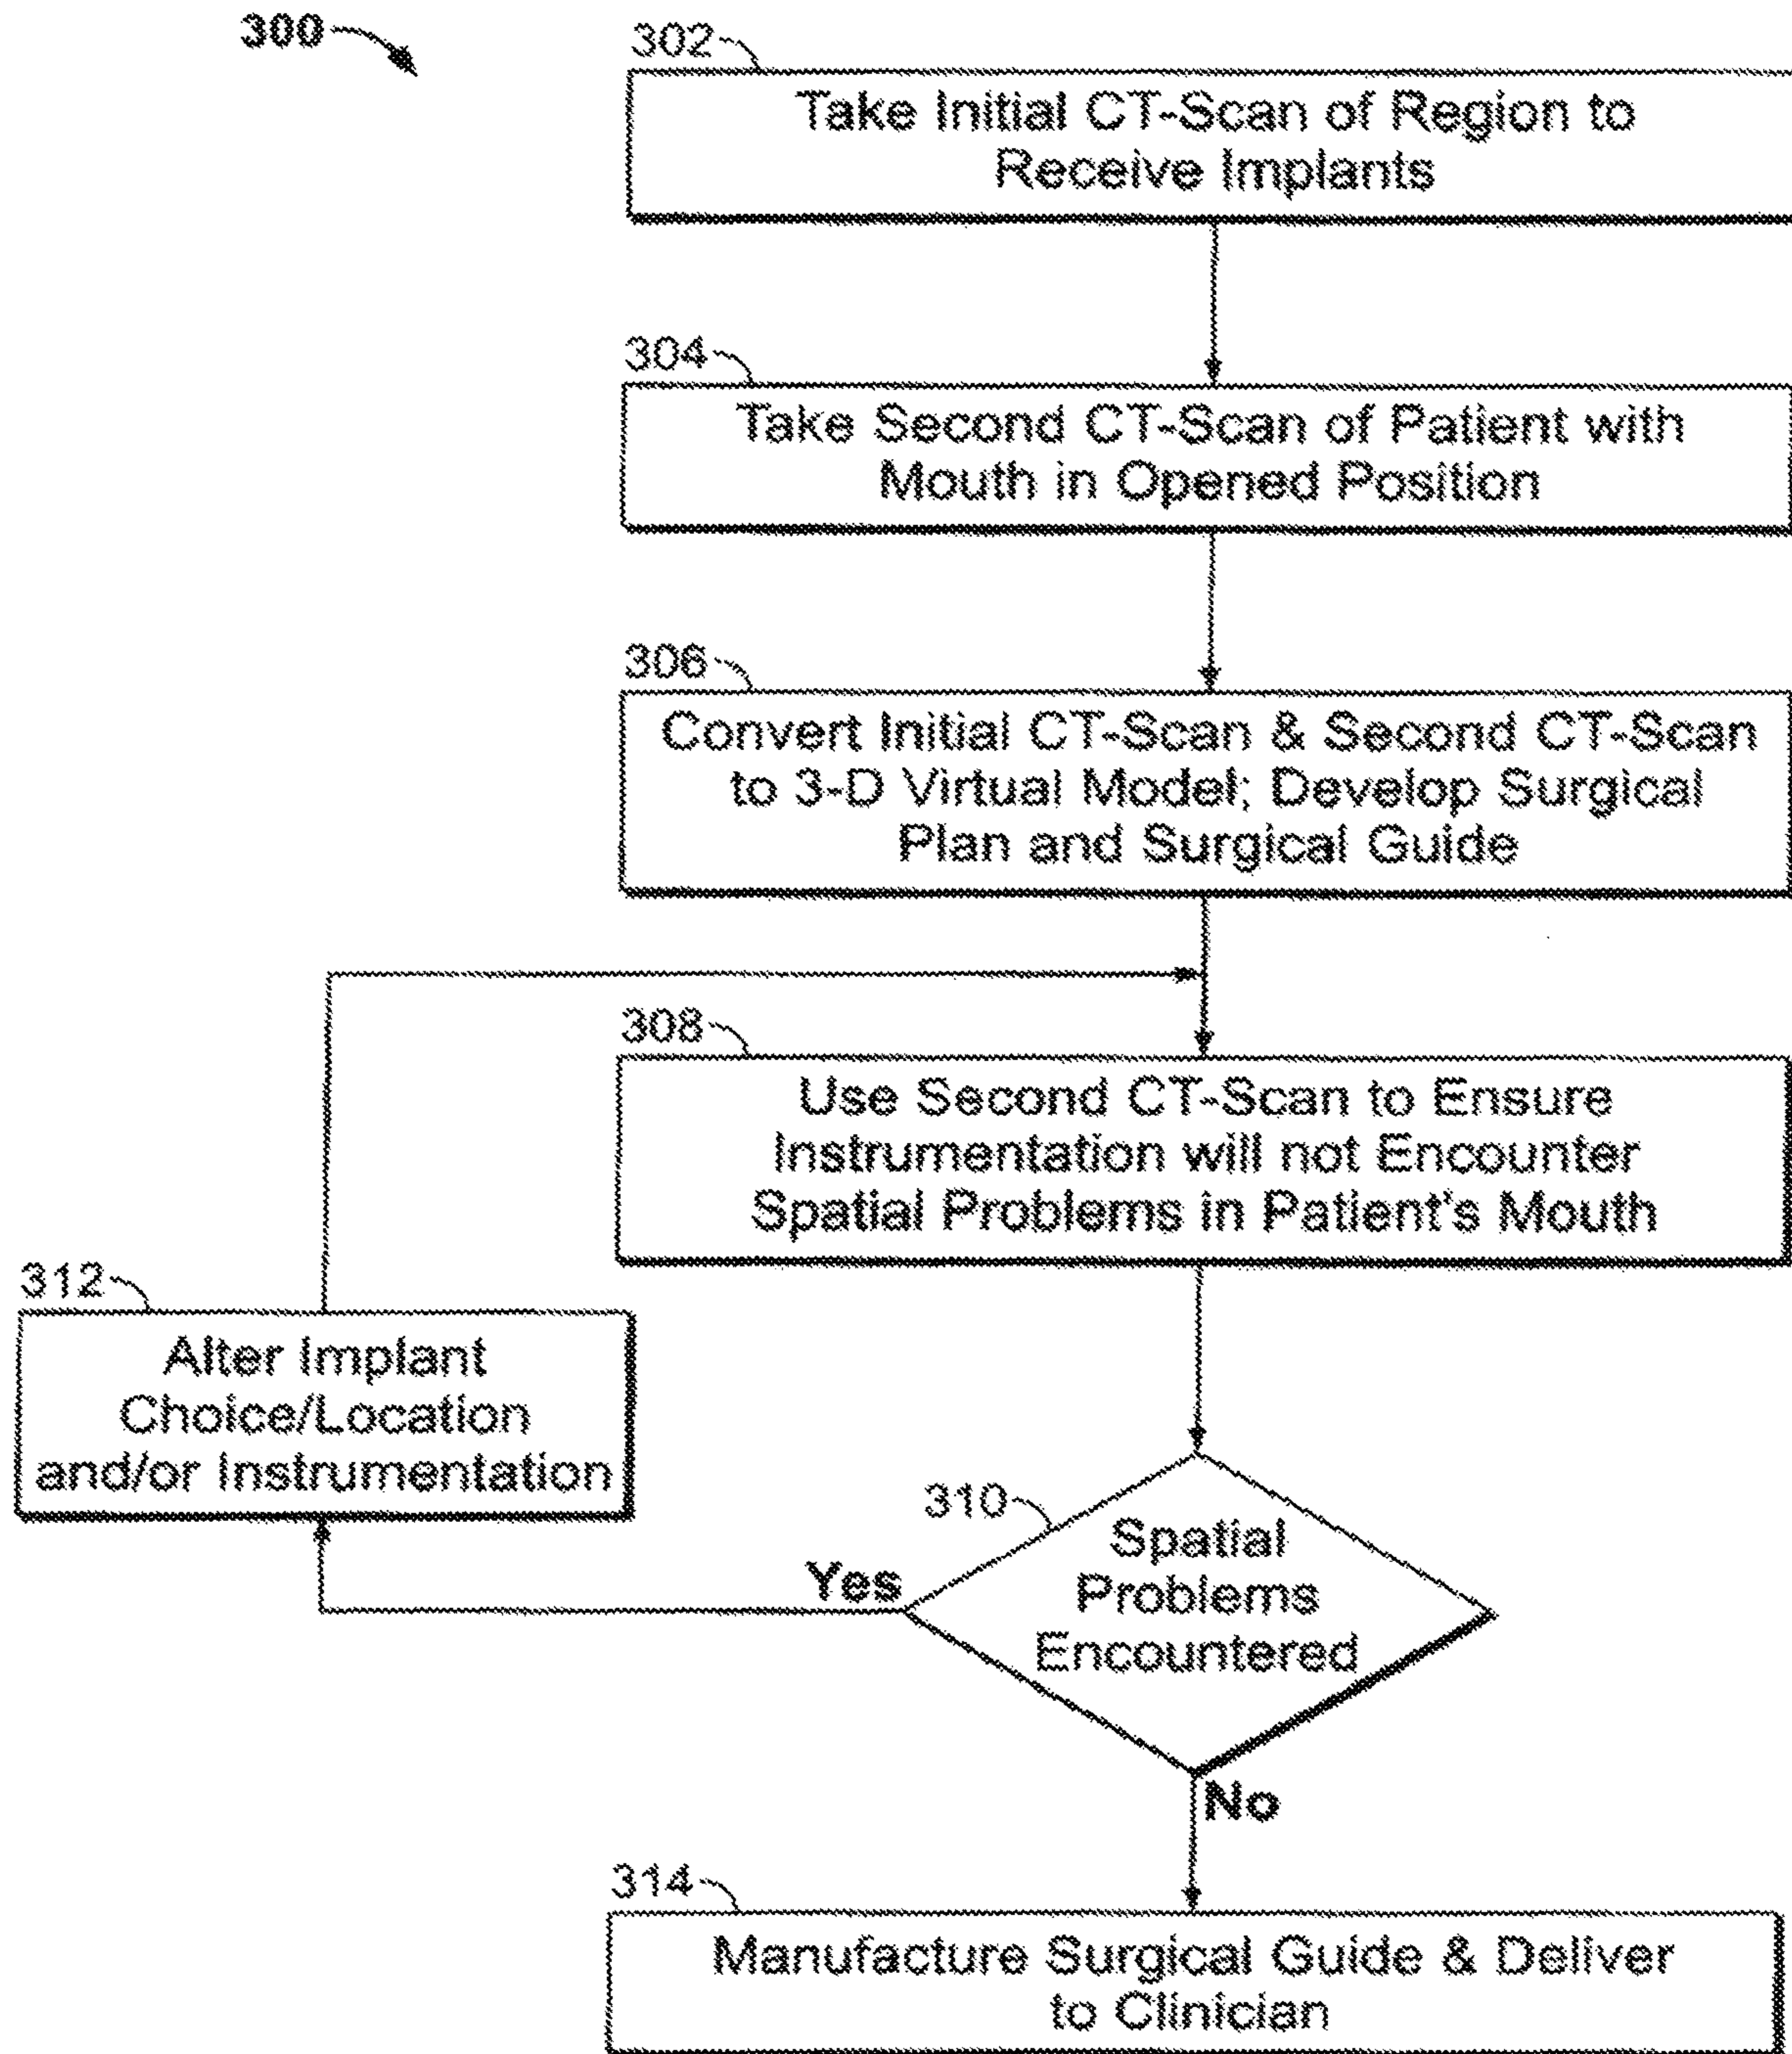 300
302
Take Initial CT-Scan of Region to
Receive Implants
304
Take Second CT-Scan of Patient with
Mouth in Opened Position
306
Convert Initial CT-Scan & Second CT-Scan
to 3-D Virtual Model; Develop Surgical
Plan and Surgical Guide
308
Use Second CT-Scan to Ensure
Instrumentation will not Encounter
Spatial Problems in Patient's Mouth
312
Alter Implant
Choice/Location
and/or Instrumentation
310
Spatial
Problems
Encountered
Yes
No
314
Manufacture Surgical Guide & Deliver
to Clinician